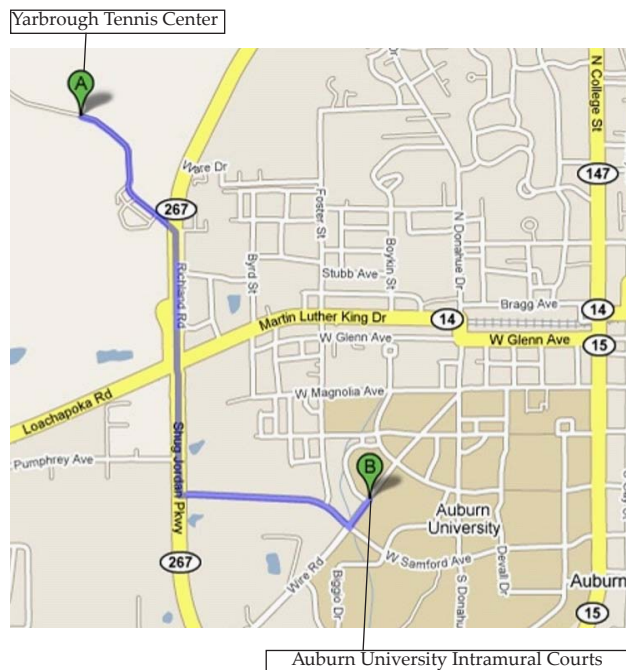 Yarbrough Tennis Center
A
N College St
Ware Dr
147
267
Foster St
N Donahue Dr
Boykin St
Byrd St
Richland Rd
Stubb Ave
Bragg Ave
14
Martin Luther King Dr
14
W Glenn Ave
W Glenn Ave
15
W Magnolia Ave
Loachapoka Rd
Shug Jordan Pkwy
Pumphrey Ave
B
Auburn
University
W Samford Ave
Wire Rd
267
Biggio Dr
S Donahu
Devall Dr
Auburn
15
Auburn University Intramural Courts